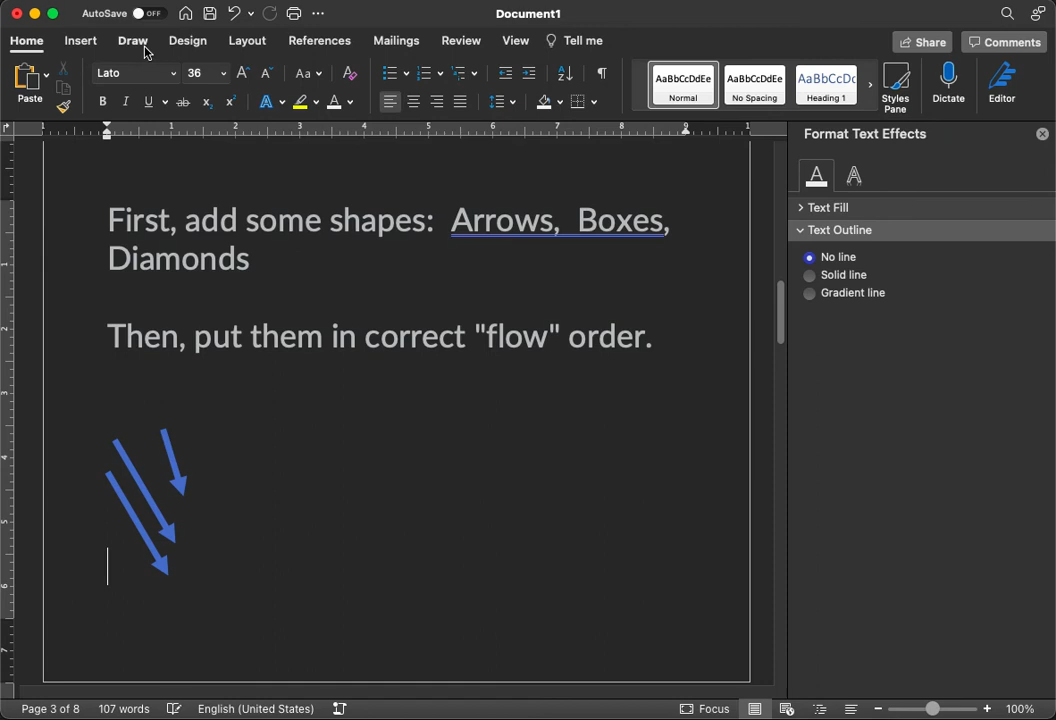 AutoSave OFF Document1
Home Insert Draw Design Layout References Mailings Review View Tell me Share Comments
Paste Lato 36 Aa AaBbCcDdEe Normal AaBbCcDdEe No Spacing AaBbCcDc Heading 1 Styles Pane Dictate Editor
Format Text Effects
Text Fill
Text Outline
No line
Solid line
Gradient line
First, add some shapes: Arrows, Boxes,
Diamonds
Then, put them in correct "flow" order.
Page 3 of 8 107 words English (United States) Focus 100%